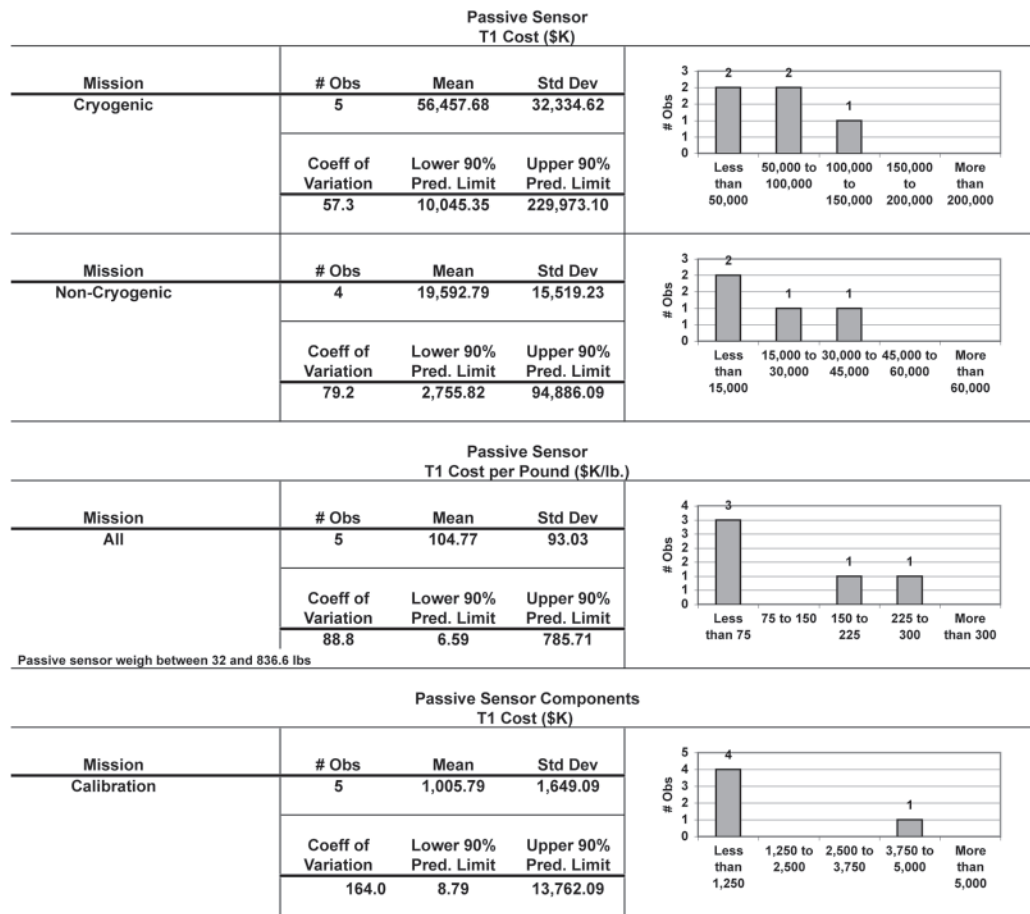 Passive Sensor
T1 Cost ($K)
Mission # Obs Mean Std Dev
Cryogenic 5 56,457.68 32,334.62
Coeff of Lower 90% Upper 90%
Variation Pred. Limit Pred. Limit
57.3 10,045.35 229,973.10
# Obs
3
2
2
1
1
0
2 2 1
Less 50,000 to 100,000 150,000 More
than 100,000 to to than
50,000 150,000 200,000 200,000
Mission # Obs Mean Std Dev
Non-Cryogenic 4 19,592.79 15,519.23
Coeff of Lower 90% Upper 90%
Variation Pred. Limit Pred. Limit
79.2 2,755.82 94,886.09
# Obs
3
2
2
1
1
0
2 1 1
Less 15,000 to 30,000 to 45,000 to More
than 30,000 45,000 60,000 than
15,000 60,000
Passive Sensor
T1 Cost per Pound ($K/lb.)
Mission # Obs Mean Std Dev
All 5 104.77 93.03
Coeff of Lower 90% Upper 90%
Variation Pred. Limit Pred. Limit
88.8 6.59 785.71
Passive sensor weigh between 32 and 836.6 lbs
# Obs
4
3
3
2
2
1
1
0
3 1 1
Less 75 to 150 150 to 225 to More
than 75 225 300 than 300
Passive Sensor Components
T1 Cost ($K)
Mission # Obs Mean Std Dev
Calibration 5 1,005.79 1,649.09
Coeff of Lower 90% Upper 90%
Variation Pred. Limit Pred. Limit
164.0 8.79 13,762.09
# Obs
5
4
3
2
1
0
4 1
Less 1,250 to 2,500 to 3,750 to More
than 2,500 3,750 5,000 than
1,250 5,000